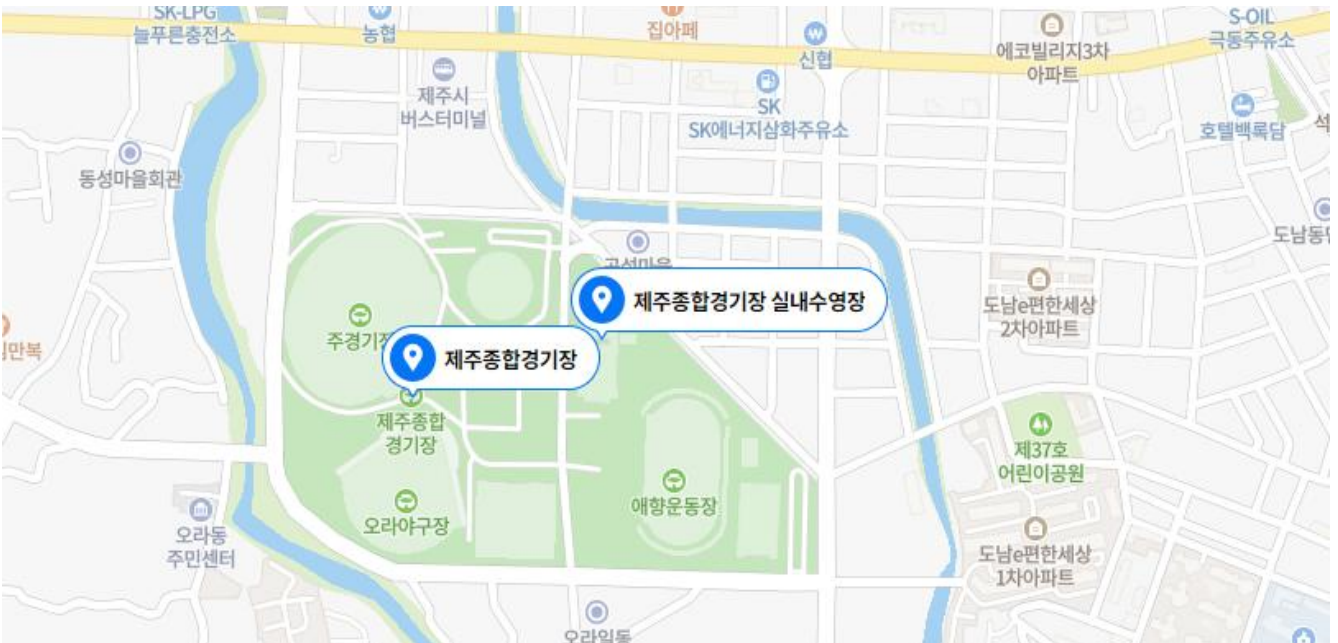 SK-LPG
늘푸른충전소
농협
집아페
신협
에코빌리지3차
아파트
S-OIL
극동주유소
제주시
버스터미널
SK
SK에너지삼화주유소
호텔백록담
석
동성마을회관
도남동
제주종합경기장 실내수영장
도남e편한세상
2차아파트
주경기장
제주종합경기장
만복
제주종합
경기장
제37호
어린이공원
애향운동장
오라야구장
오라동
주민센터
도남e편한세상
1차아파트
오라일동